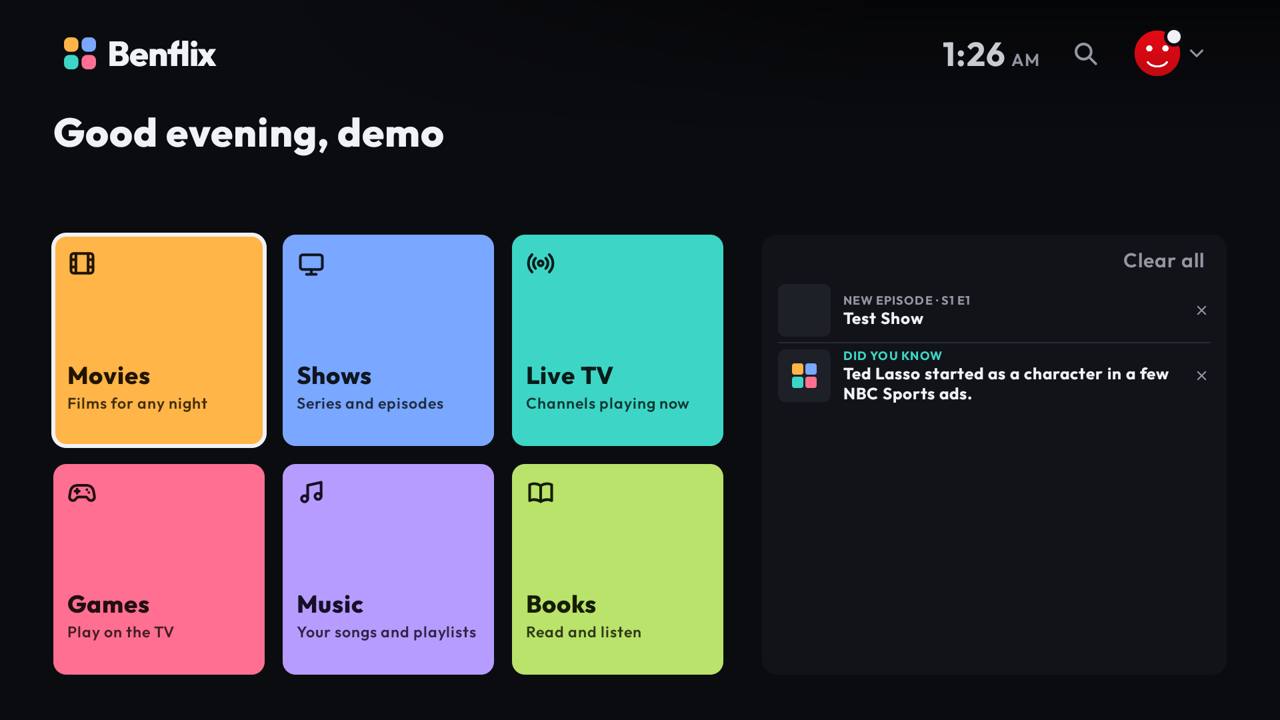 Benflix
1:26 AM
Good evening, demo
Movies
Films for any night
Shows
Series and episodes
Live TV
Channels playing now
Games
Play on the TV
Music
Your songs and playlists
Books
Read and listen
Clear all
NEW EPISODE · S1 E1
Test Show
DID YOU KNOW
Ted Lasso started as a character in a few
NBC Sports ads.